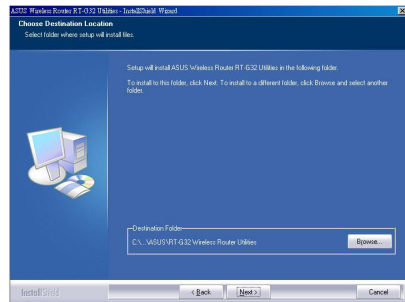 ASUS Wireless Router RT-G32 Utilities - InstallShield Wizard
Choose Destination Location
Select folder where setup will install files.
Setup will install ASUS Wireless Router RT-G32 Utilities in the following folder.
To install to this folder, click Next. To install to a different folder, click Browse and select another
folder.
Destination Folder
C:\...\ASUS\RT-G32 Wireless Router Utilities
Browse...
InstallShield
< Back
Next >
Cancel